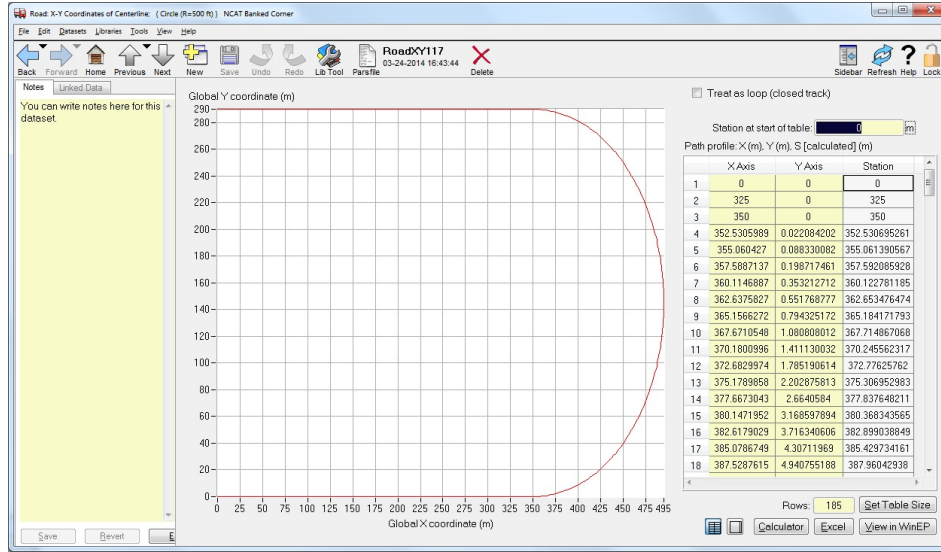 Road: X-Y Coordinates of Centerline; { Circle (R=500 ft) } NCAT Banked Corner
File Edit Datasets Libraries Tools View Help
Back Forward Home Previous Next New Save Undo Redo Lib Tool Parsfile
RoadXY117
03-24-2014 16:43:44
Delete Sidebar Refresh Help Lock
Notes Linked Data
You can write notes here for this
dataset.
Save Revert E
Global Y coordinate (m)
290
280
260
240
220
200
180
160
140
120
100
80
60
40
20
0
0 25 50 75 100 125 150 175 200 225 250 275 300 325 350 375 400 425 450 475 495
Global X coordinate (m)
Treat as loop (closed track)
Station at start of table: 0 m
Path profile: X (m), Y (m), S [calculated] (m)
X Axis Y Axis Station
1 0 0 0
2 325 0 325
3 350 0 350
4 352.5305989 0.022084202 352.530695261
5 355.060427 0.088330082 355.061390567
6 357.5887137 0.198717461 357.592085928
7 360.1146887 0.353212712 360.122781185
8 362.6375827 0.551768777 362.653476474
9 365.1566272 0.794325172 365.184171793
10 367.6710548 1.080808012 367.714867068
11 370.1800996 1.411130032 370.245562317
12 372.6829974 1.785190614 372.77625762
13 375.1789858 2.202875813 375.306952983
14 377.6673043 2.6640584 377.837648211
15 380.1471952 3.168597894 380.368343565
16 382.6179029 3.716340606 382.899038849
17 385.0786749 4.30711969 385.429734161
18 387.5287615 4.940755188 387.96042938
Rows: 185 Set Table Size
Calculator Excel View in WinEP